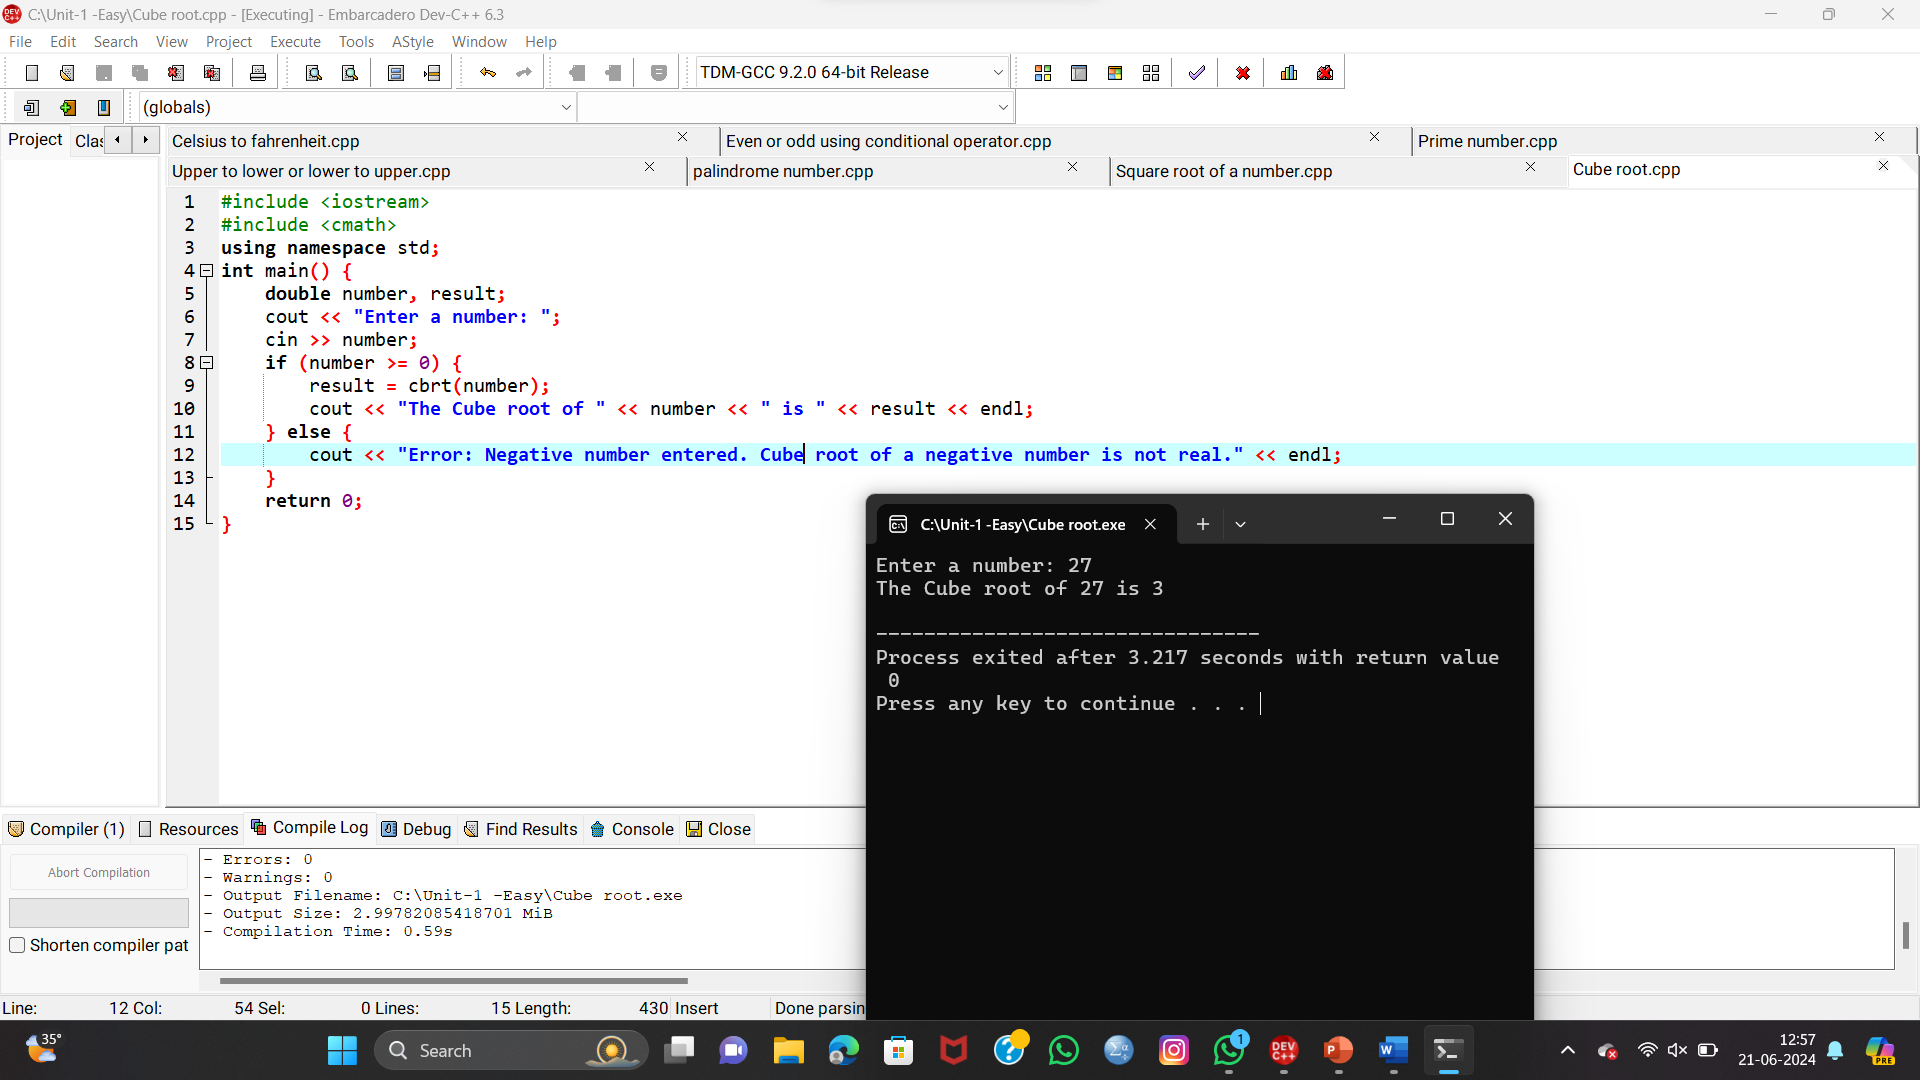 C:\Unit-1 -Easy\Cube root.cpp - [Executing] - Embarcadero Dev-C++ 6.3
File Edit Search View Project Execute Tools AStyle Window Help
TDM-GCC 9.2.0 64-bit Release
(globals)
Project Clas
Celsius to fahrenheit.cpp Even or odd using conditional operator.cpp Prime number.cpp
Upper to lower or lower to upper.cpp palindrome number.cpp Square root of a number.cpp Cube root.cpp
1 #include <iostream>
2 #include <cmath>
3 using namespace std;
4 int main() {
5 double number, result;
6 cout << "Enter a number: ";
7 cin >> number;
8 if (number >= 0) {
9 result = cbrt(number);
10 cout << "The Cube root of " << number << " is " << result << endl;
11 } else {
12 cout << "Error: Negative number entered. Cube root of a negative number is not real." << endl;
13 }
14 return 0;
15 }
C:\Unit-1 -Easy\Cube root.exe
Enter a number: 27
The Cube root of 27 is 3
--------------------------------
Process exited after 3.217 seconds with return value
0
Press any key to continue . . .
Compiler (1) Resources Compile Log Debug Find Results Console Close
Abort Compilation
Shorten compiler pat
- Errors: 0
- Warnings: 0
- Output Filename: C:\Unit-1 -Easy\Cube root.exe
- Output Size: 2.99782085418701 MiB
- Compilation Time: 0.59s
Line: 12 Col: 54 Sel: 0 Lines: 15 Length: 430 Insert Done parsin
35°
Search
1
DEV C++
PRE
12:57
21-06-2024